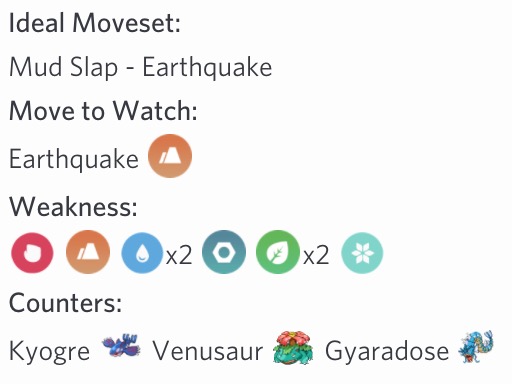 Ideal Moveset:
Mud Slap - Earthquake
Move to Watch:
Earthquake
Weakness:
x2 x2
Counters:
Kyogre Venusaur Gyaradose